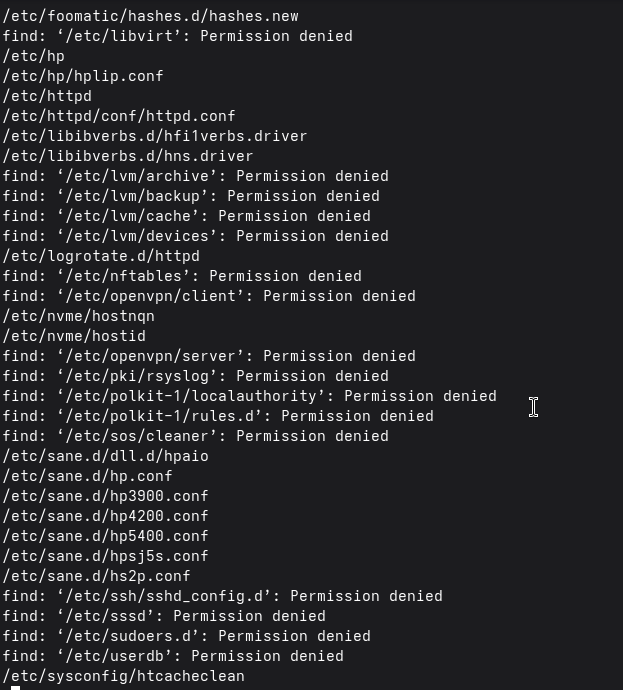 /etc/foomatic/hashes.d/hashes.new
find: ‘/etc/libvirt’: Permission denied
/etc/hp
/etc/hp/hplip.conf
/etc/httpd
/etc/httpd/conf/httpd.conf
/etc/libibverbs.d/hfi1verbs.driver
/etc/libibverbs.d/hns.driver
find: ‘/etc/lvm/archive’: Permission denied
find: ‘/etc/lvm/backup’: Permission denied
find: ‘/etc/lvm/cache’: Permission denied
find: ‘/etc/lvm/devices’: Permission denied
/etc/logrotate.d/httpd
find: ‘/etc/nftables’: Permission denied
find: ‘/etc/openvpn/client’: Permission denied
/etc/nvme/hostnqn
/etc/nvme/hostid
find: ‘/etc/openvpn/server’: Permission denied
find: ‘/etc/pki/rsyslog’: Permission denied
find: ‘/etc/polkit-1/localauthority’: Permission denied
find: ‘/etc/polkit-1/rules.d’: Permission denied
find: ‘/etc/sos/cleaner’: Permission denied
/etc/sane.d/dll.d/hpaio
/etc/sane.d/hp.conf
/etc/sane.d/hp3900.conf
/etc/sane.d/hp4200.conf
/etc/sane.d/hp5400.conf
/etc/sane.d/hpsj5s.conf
/etc/sane.d/hs2p.conf
find: ‘/etc/ssh/sshd_config.d’: Permission denied
find: ‘/etc/sssd’: Permission denied
find: ‘/etc/sudoers.d’: Permission denied
find: ‘/etc/userdb’: Permission denied
/etc/sysconfig/htcacheclean